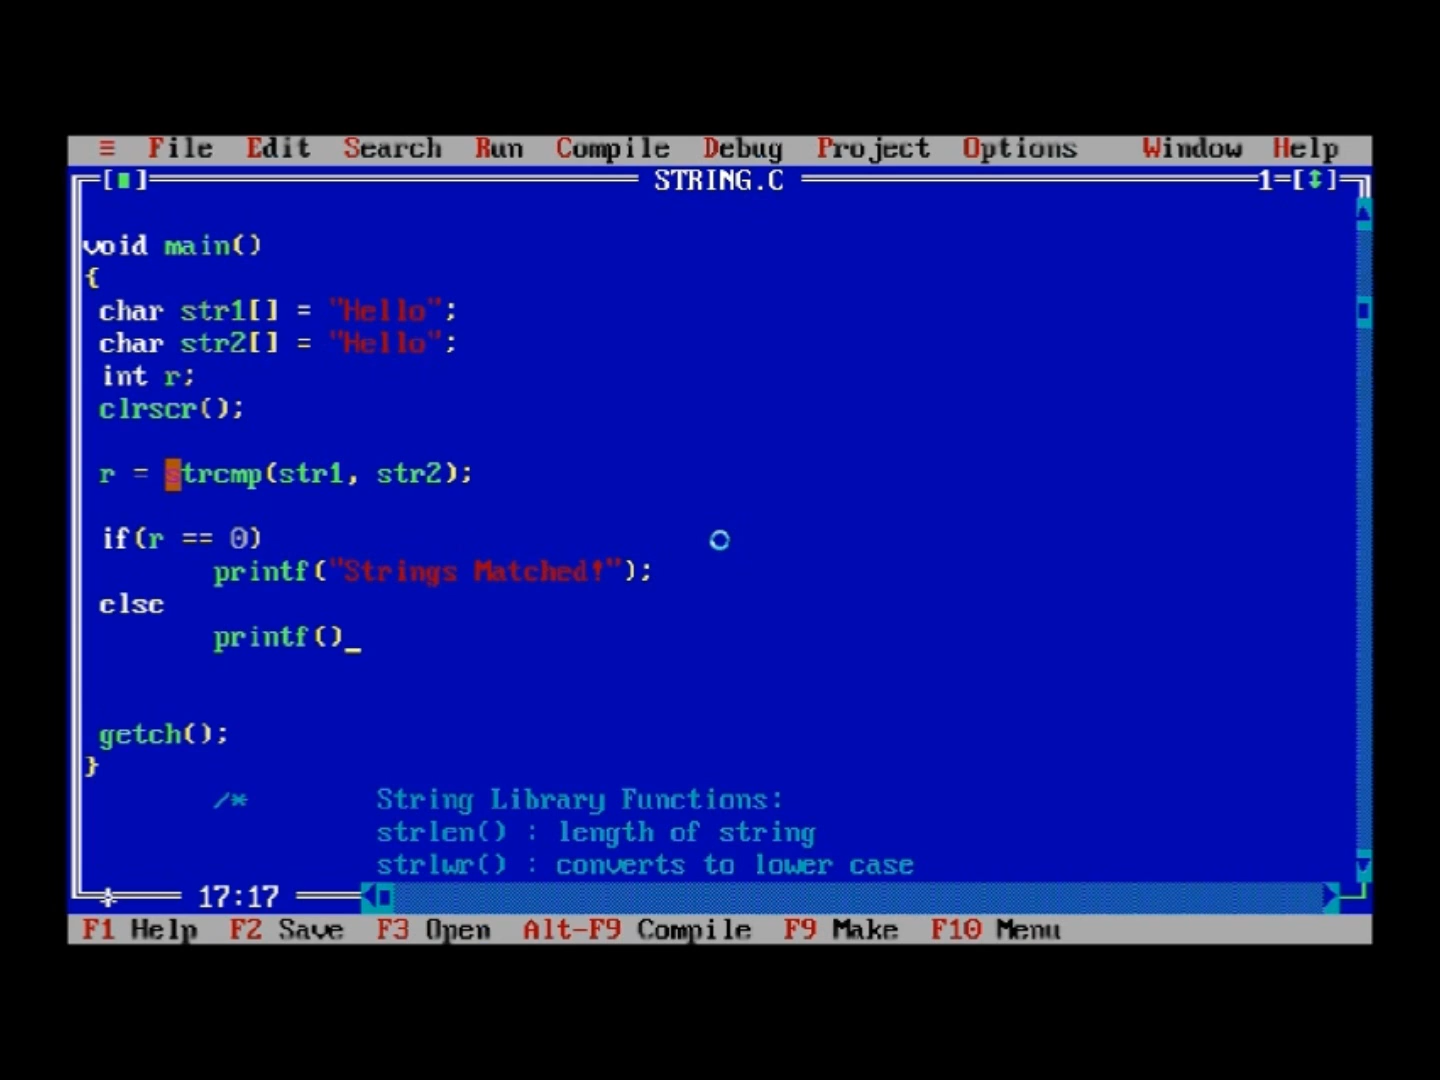 ≡ File Edit Search Run Compile Debug Project Options Window Help
[■] STRING.C 1=[↕]
void main()
{
char str1[] = "Hello";
char str2[] = "Hello";
int r;
clrscr();
r = strcmp(str1, str2);
if(r == 0)
printf("Strings Matched!");
else
printf()_
getch();
}
/* String Library Functions:
strlen() : length of string
strlwr() : converts to lower case
17:17
F1 Help F2 Save F3 Open Alt-F9 Compile F9 Make F10 Menu